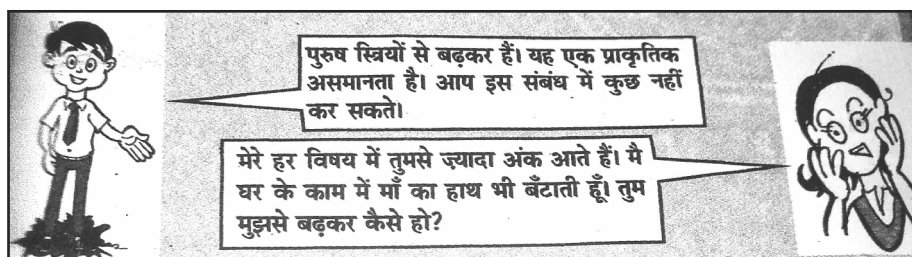 पुरुष स्त्रियों से बढ़कर हैं। यह एक प्राकृतिक
असमानता है। आप इस संबंध में कुछ नहीं
कर सकते।
मेरे हर विषय में तुमसे ज़्यादा अंक आते हैं। मै
घर के काम में माँ का हाथ भी बँटाती हूँ। तुम
मुझसे बढ़कर कैसे हो?